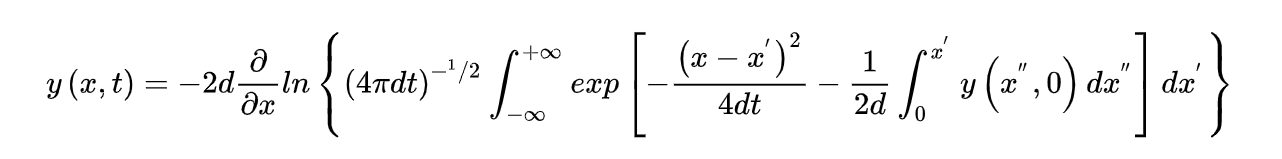 y(x,t) = −2d ∂/∂x ln { (4πdt)^{−1/2} ∫_{−∞}^{+∞} exp [ −(x − x′)²/4dt − 1/2d ∫_0^{x′} y(x″,0) dx″ ] dx′ }